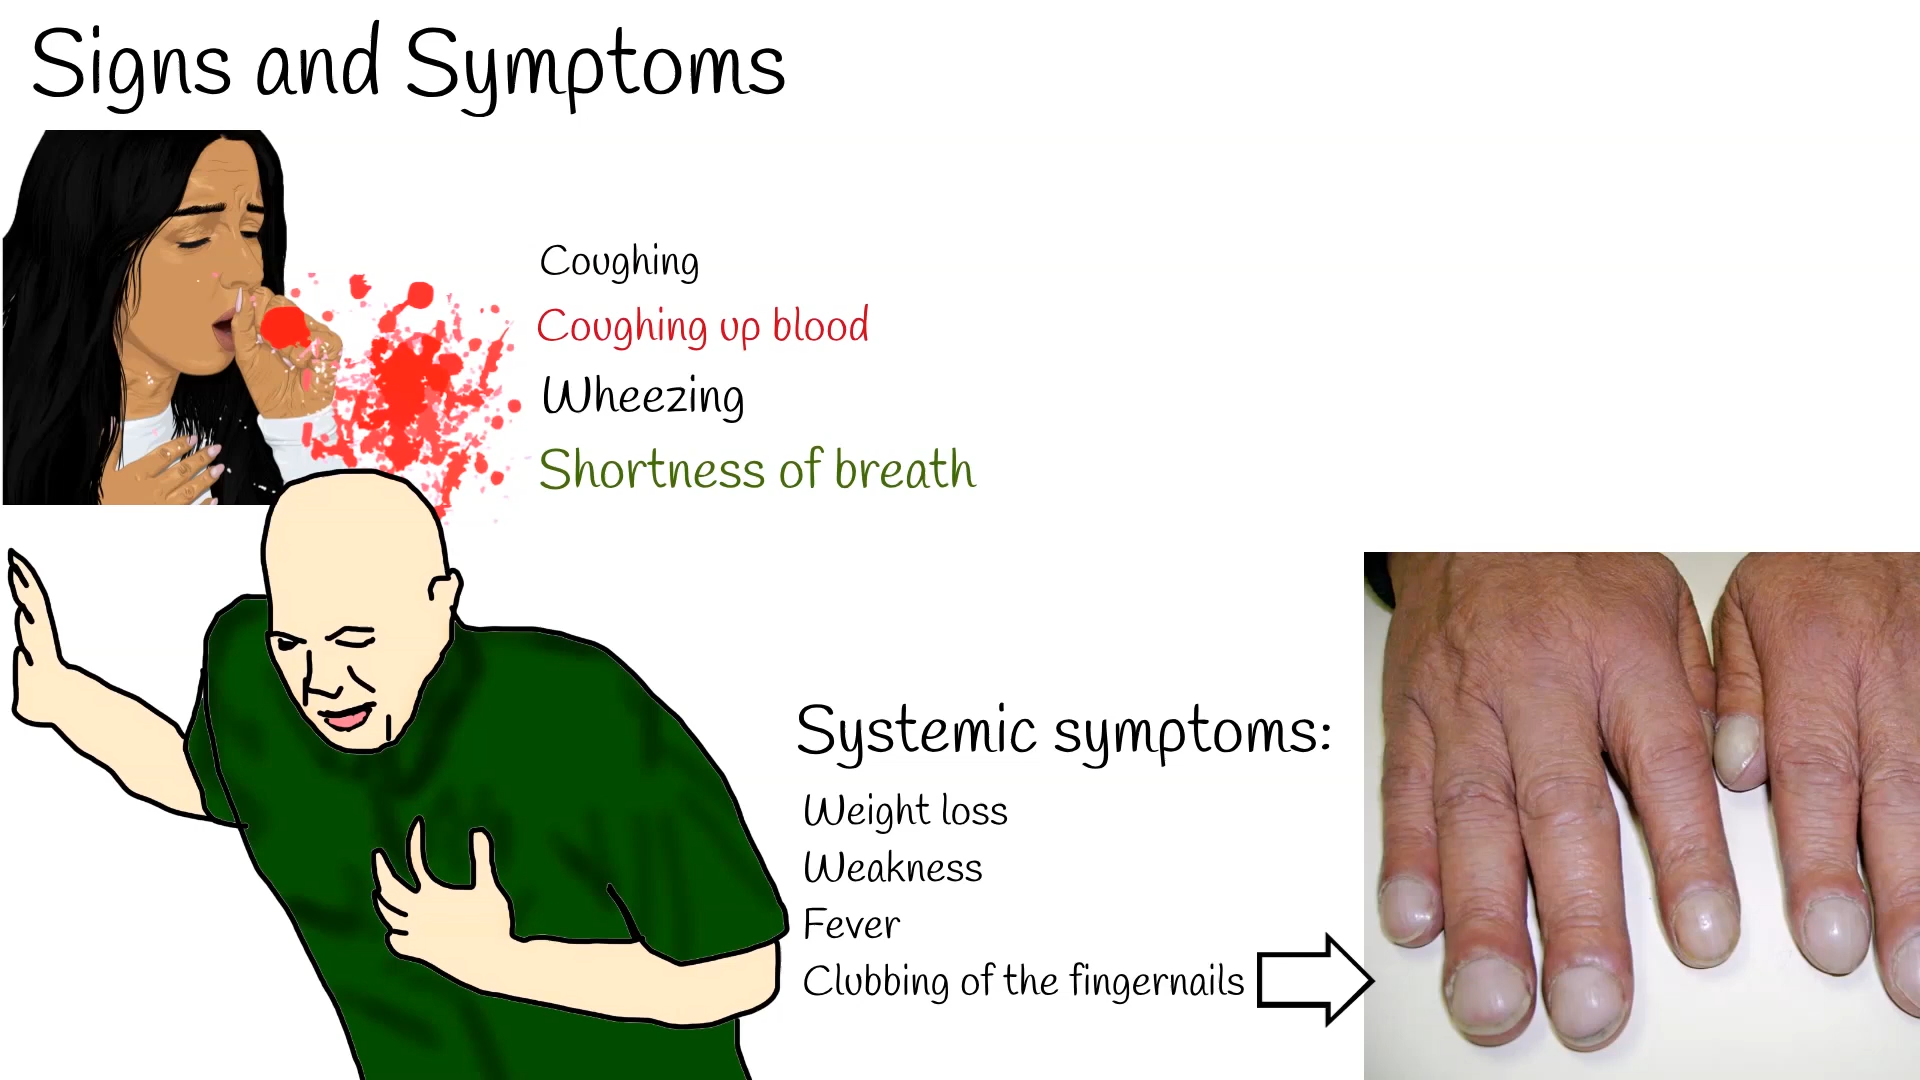 Signs and Symptoms
Coughing
Coughing up blood
Wheezing
Shortness of breath
Systemic symptoms:
Weight loss
Weakness
Fever
Clubbing of the fingernails